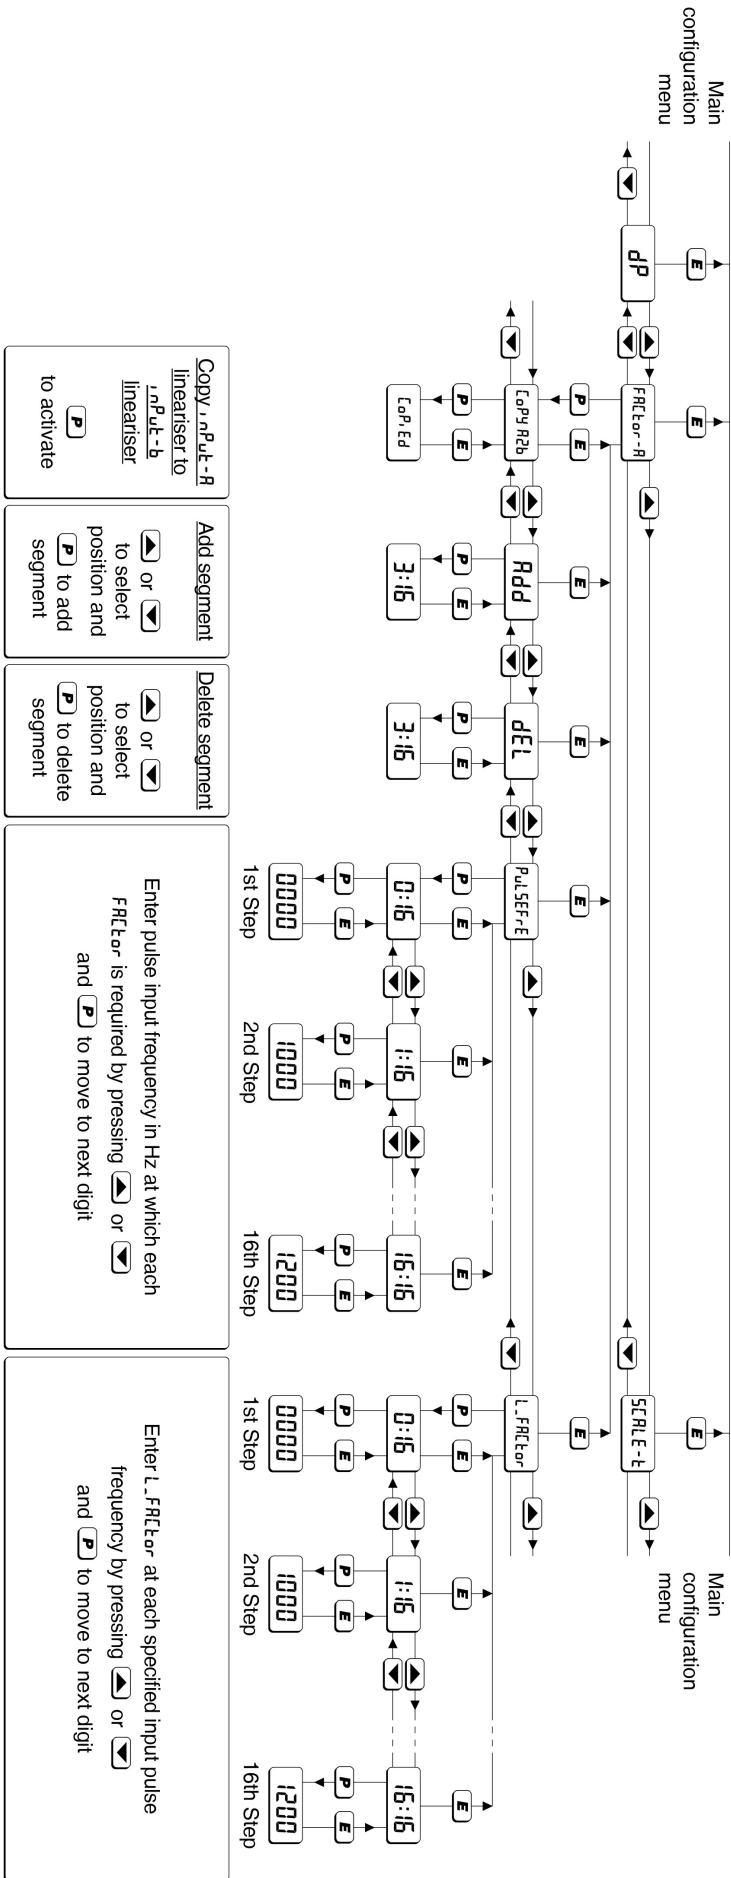 Main
configuration
menu
Main
configuration
menu
E
E
E
dP
FACtor-A
SCALE-t
P
E
E
E
E
CoPY A2b
Add
dEL
PuLSEFrE
L_FACtor
P
E
P
E
P
E
P
E
E
E
P
E
E
E
CoPiEd
3:16
3:16
0:16
1:16
16:16
0:16
1:16
16:16
P
E
P
E
P
E
P
E
P
E
P
E
0000
1000
1200
0000
1000
1200
1st Step
2nd Step
16th Step
1st Step
2nd Step
16th Step
Copy inPut-A
lineariser to
inPut-b
lineariser
P
to activate
Add segment
or
to select
position and
P to add
segment
Delete segment
or
to select
position and
P to delete
segment
Enter pulse input frequency in Hz at which each
FACtor is required by pressing or
and P to move to next digit
Enter L_FACtor at each specified input pulse
frequency by pressing or
and P to move to next digit